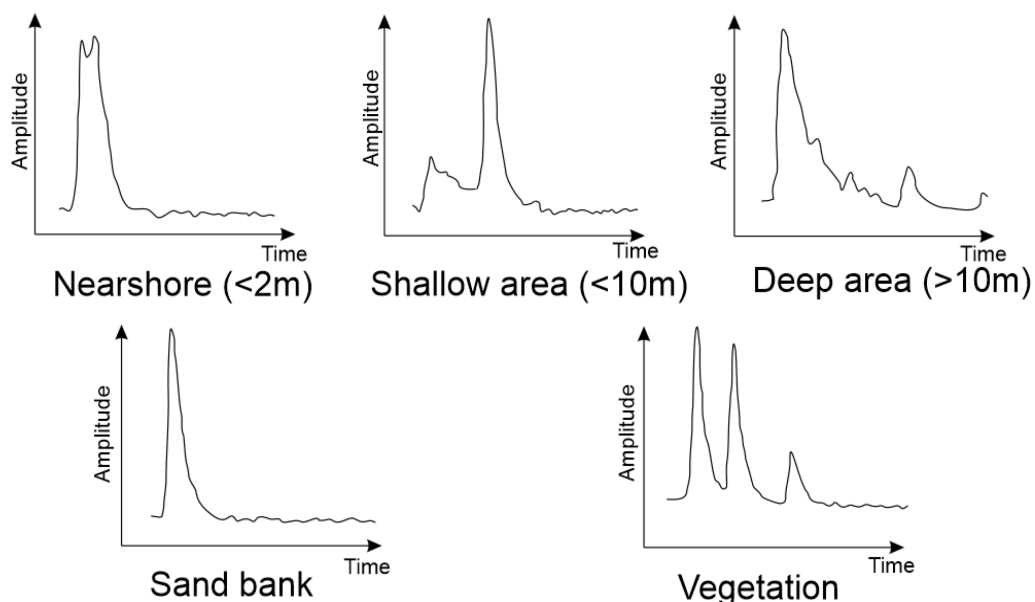 Amplitude
Time
Nearshore (<2m)
Amplitude
Time
Shallow area (<10m)
Amplitude
Time
Deep area (>10m)
Amplitude
Time
Sand bank
Amplitude
Time
Vegetation